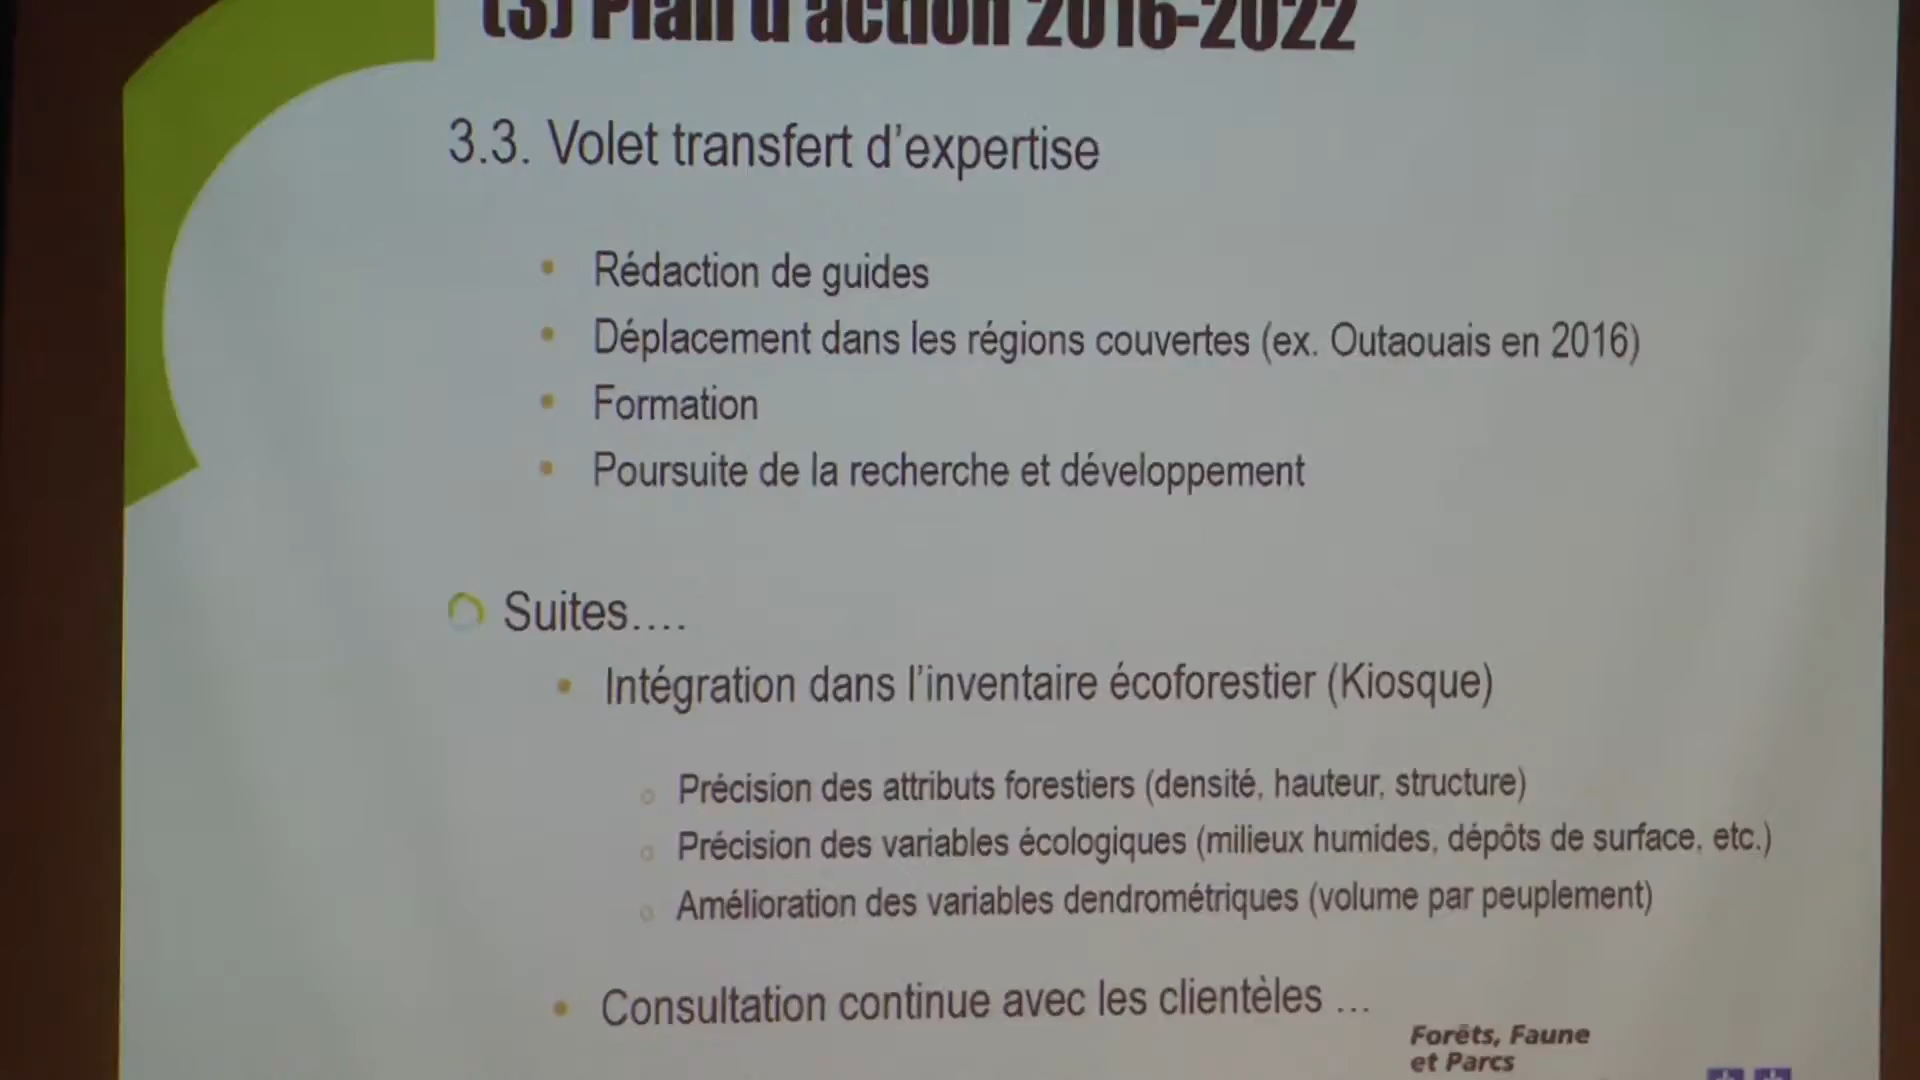 (3) Plan d'action 2016-2022
3.3. Volet transfert d'expertise
• Rédaction de guides
• Déplacement dans les régions couvertes (ex. Outaouais en 2016)
• Formation
• Poursuite de la recherche et développement
Suites....
• Intégration dans l'inventaire écoforestier (Kiosque)
o Précision des attributs forestiers (densité, hauteur, structure)
o Précision des variables écologiques (milieux humides, dépôts de surface, etc.)
o Amélioration des variables dendrométriques (volume par peuplement)
• Consultation continue avec les clientèles ...
Forêts, Faune
et Parcs